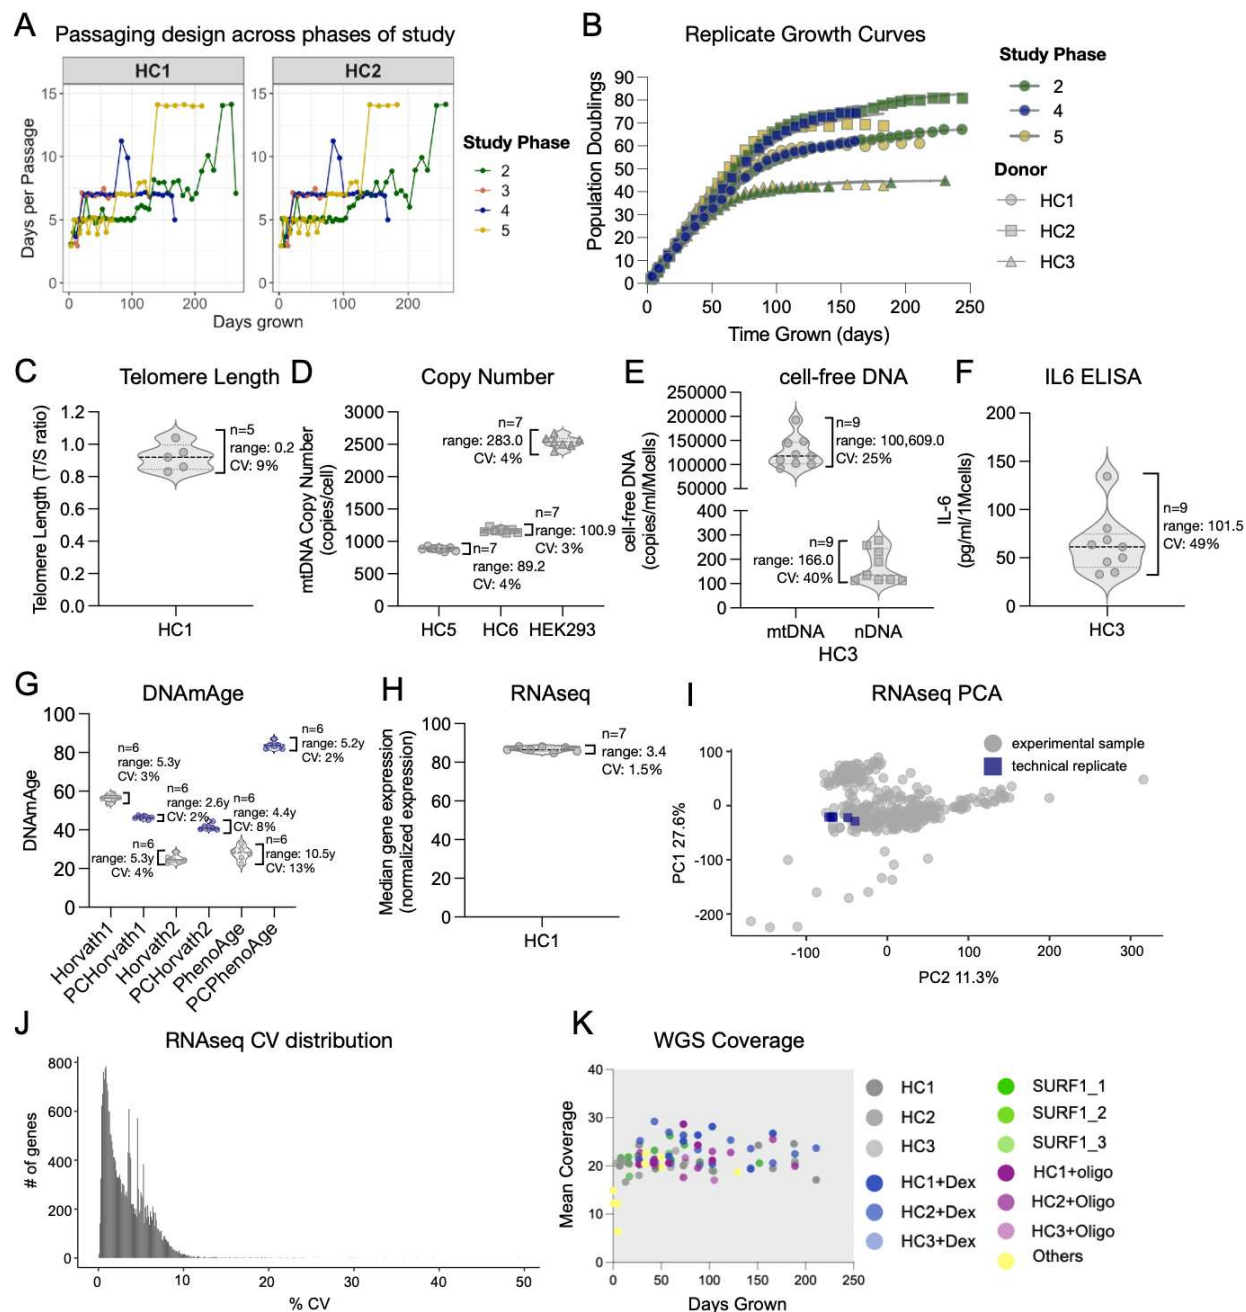 A Passaging design across phases of study
HC1 HC2
Days per Passage
15
10
5
0
0 100 200
0 100 200
Days grown
Study Phase
2
3
4
5
B Replicate Growth Curves
Population Doublings
90
80
70
60
50
40
30
20
10
0
0 50 100 150 200 250
Time Grown (days)
Study Phase
2
4
5
Donor
HC1
HC2
HC3
C Telomere Length
Telomere Length (T/S ratio)
1.2
1.0
0.8
0.6
0.4
0.2
0.0
n=5
range: 0.2
CV: 9%
HC1
D Copy Number
mtDNA Copy Number
(copies/cell)
3000
2500
2000
1500
1000
500
0
n=7
range: 283.0
CV: 4%
n=7
range: 100.9
CV: 3%
n=7
range: 89.2
CV: 4%
HC5 HC6 HEK293
E cell-free DNA
cell-free DNA
(copies/ml/Mcells)
250000
200000
150000
100000
50000
400
300
200
100
0
n=9
range: 100,609.0
CV: 25%
n=9
range: 166.0
CV: 40%
mtDNA nDNA
HC3
F IL6 ELISA
IL-6
(pg/ml/1Mcells)
200
150
100
50
0
n=9
range: 101.5
CV: 49%
HC3
G DNAmAge
DNAmAge
100
80
60
40
20
0
n=6
range: 5.3y
CV: 3%
n=6
range: 2.6y
CV: 2%
n=6
range: 5.3y
CV: 4%
n=6
range: 4.4y
CV: 8%
n=6
range: 10.5y
CV: 13%
n=6
range: 5.2y
CV: 2%
Horvath1
PCHorvath1
Horvath2
PCHorvath2
PhenoAge
PCPhenoAge
H RNAseq
Median gene expression
(normalized expression)
100
80
60
40
20
0
n=7
range: 3.4
CV: 1.5%
HC1
I RNAseq PCA
PC1 27.6%
100
0
-100
-200
-100 0 100 200 300
PC2 11.3%
experimental sample
technical replicate
J RNAseq CV distribution
# of genes
800
600
400
200
0
0 10 20 30 40 50
% CV
K WGS Coverage
Mean Coverage
40
30
20
10
0
0 50 100 150 200 250
Days Grown
HC1
HC2
HC3
HC1+Dex
HC2+Dex
HC3+Dex
SURF1_1
SURF1_2
SURF1_3
HC1+oligo
HC2+Oligo
HC3+Oligo
Others